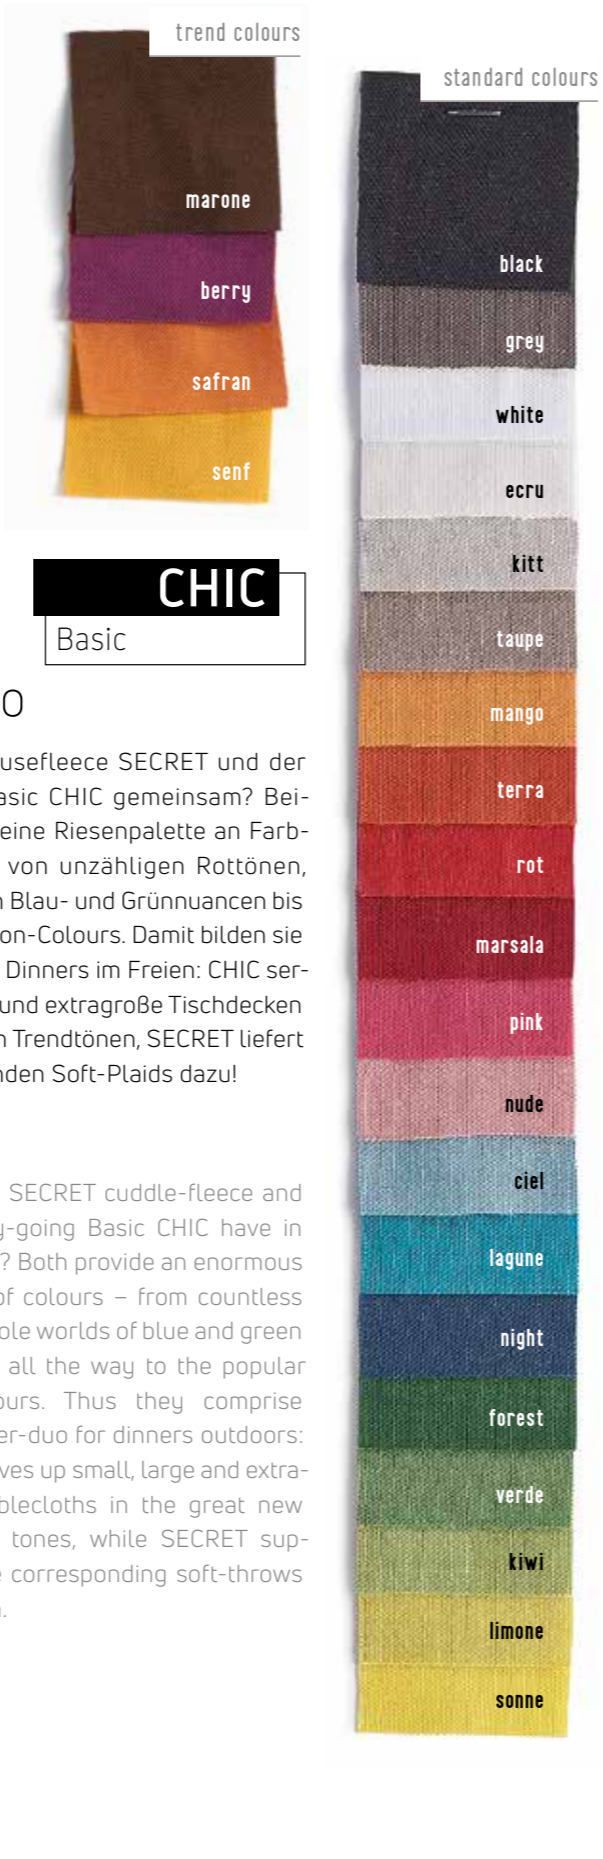 trend colours
marone
berry
safran
senf
CHIC
Basic
O
usefleece SECRET und der
asic CHIC gemeinsam? Bei-
eine Riesenpalette an Farb-
von unzähligen Rottönen,
n Blau- und Grünnuancen bis
on-Colours. Damit bilden sie
Dinners im Freien: CHIC ser-
und extragroße Tischdecken
n Trendtönen, SECRET liefert
nden Soft-Plaids dazu!
SECRET cuddle-fleece and
y-going Basic CHIC have in
? Both provide an enormous
of colours – from countless
ole worlds of blue and green
all the way to the popular
ours. Thus they comprise
er-duo for dinners outdoors:
ves up small, large and extra-
blecloths in the great new
tones, while SECRET sup-
e corresponding soft-throws
.
standard colours
black
grey
white
ecru
kitt
taupe
mango
terra
rot
marsala
pink
nude
ciel
lagune
night
forest
verde
kiwi
limone
sonne